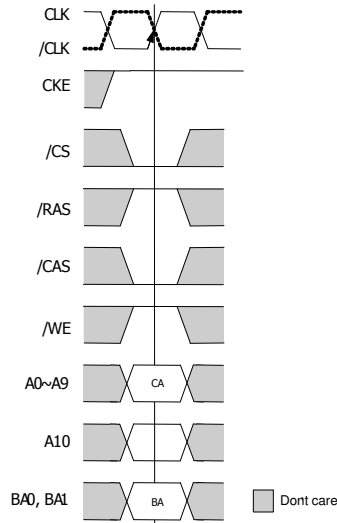 CLK
/CLK
CKE
/CS
/RAS
/CAS
/WE
A0~A9
CA
A10
BA0, BA1
BA
Dont care